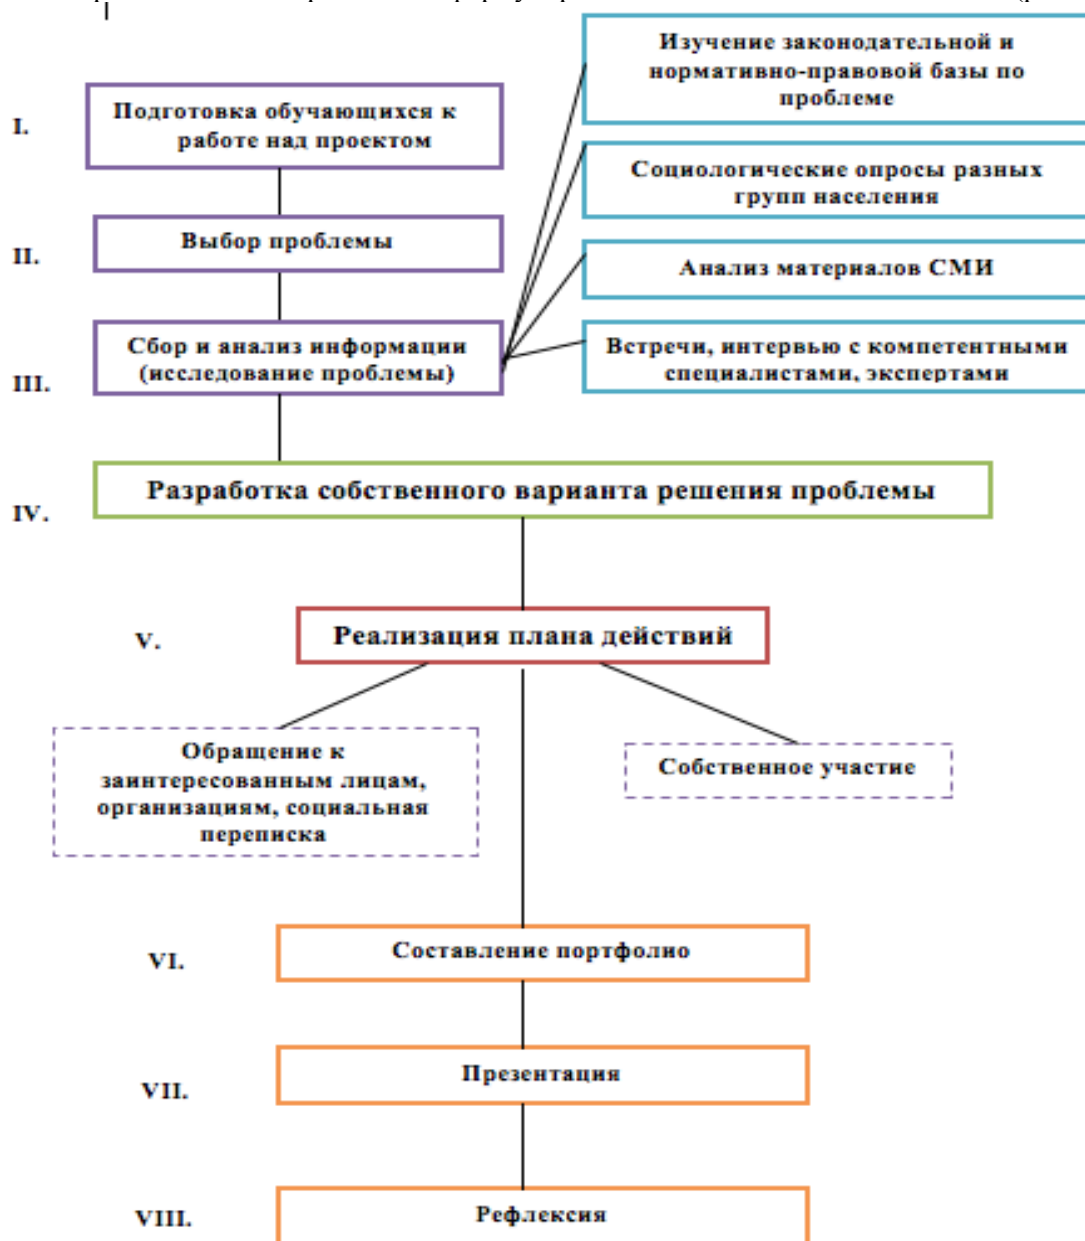 I.
Подготовка обучающихся к
работе над проектом
II.
Выбор проблемы
III.
Сбор и анализ информации
(исследование проблемы)
Изучение законодательной и
нормативно-правовой базы по
проблеме
Социологические опросы разных
групп населения
Анализ материалов СМИ
Встречи, интервью с компетентными
специалистами, экспертами
IV.
Разработка собственного варианта решения проблемы
V.
Реализация плана действий
Обращение к
заинтересованным лицам,
организациям, социальная
переписка
Собственное участие
VI.
Составление портфолио
VII.
Презентация
VIII.
Рефлексия